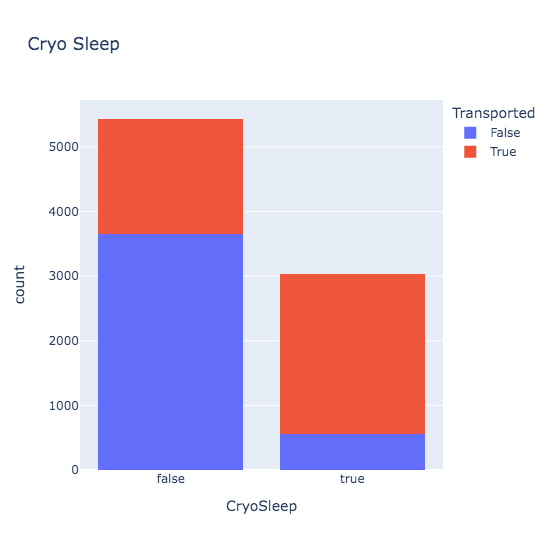 Cryo Sleep
Transported
False
True
5000
4000
3000
2000
1000
0
count
false
true
CryoSleep